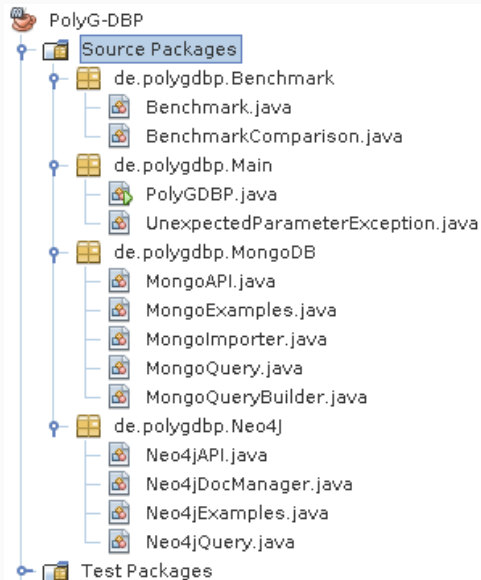 PolyG-DBP
Source Packages
de.polygdbp.Benchmark
Benchmark.java
BenchmarkComparison.java
de.polygdbp.Main
PolyGDBP.java
UnexpectedParameterException.java
de.polygdbp.MongoDB
MongoAPI.java
MongoExamples.java
MongoImporter.java
MongoQuery.java
MongoQueryBuilder.java
de.polygdbp.Neo4J
Neo4jAPI.java
Neo4jDocManager.java
Neo4jExamples.java
Neo4jQuery.java
Test Packages